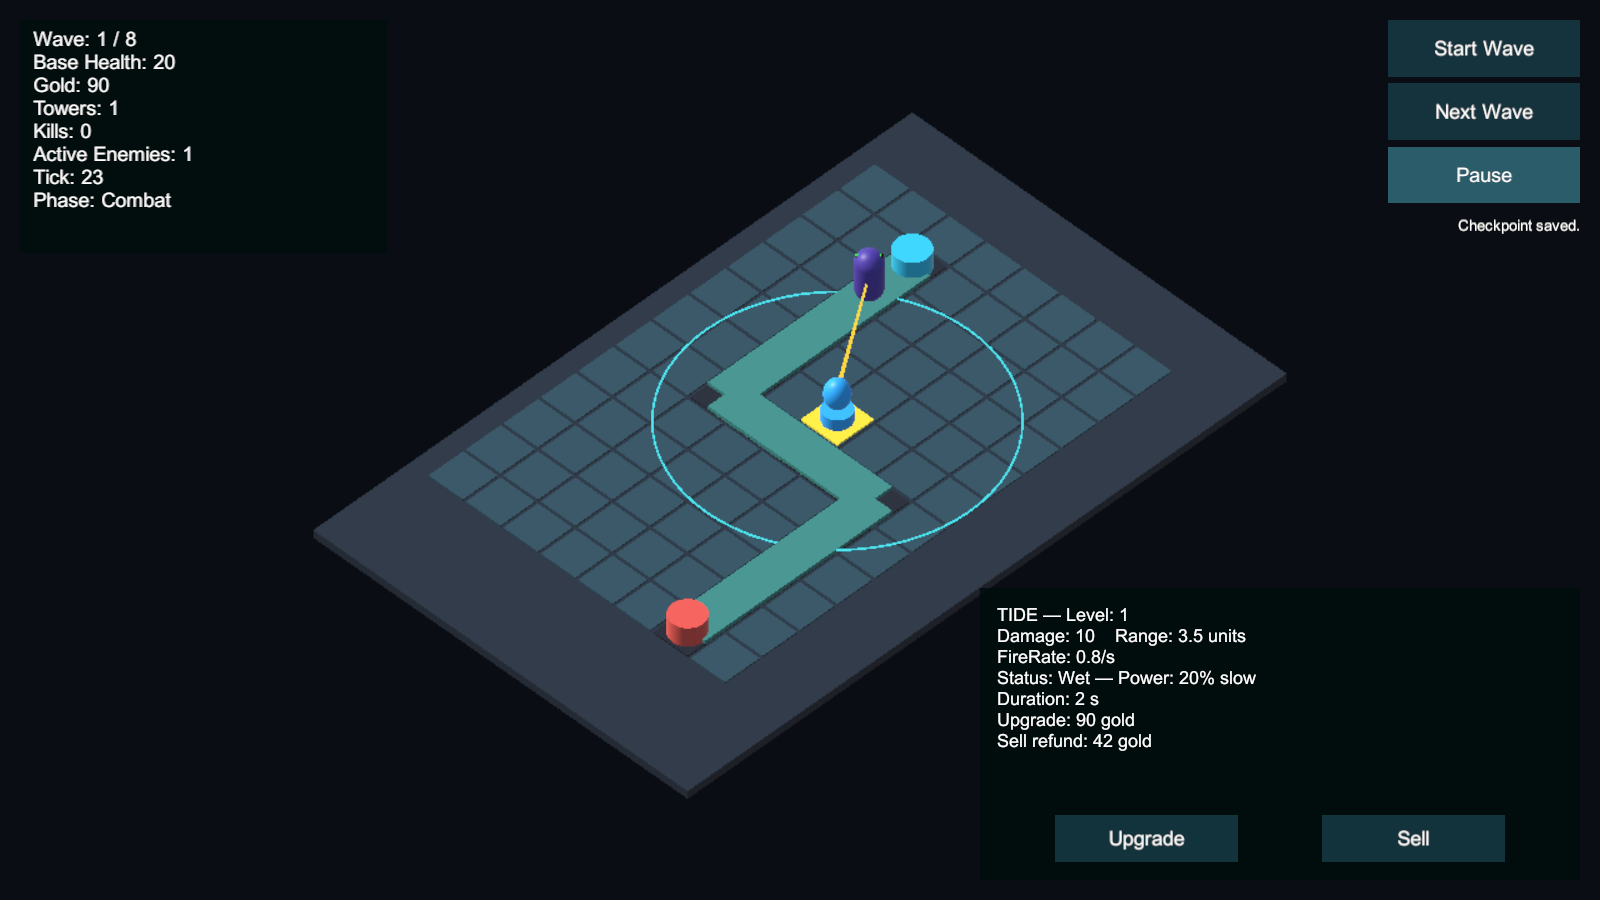 Wave: 1 / 8
Base Health: 20
Gold: 90
Towers: 1
Kills: 0
Active Enemies: 1
Tick: 23
Phase: Combat
Start Wave
Next Wave
Pause
Checkpoint saved.
TIDE — Level: 1
Damage: 10    Range: 3.5 units
FireRate: 0.8/s
Status: Wet — Power: 20% slow
Duration: 2 s
Upgrade: 90 gold
Sell refund: 42 gold
Upgrade
Sell